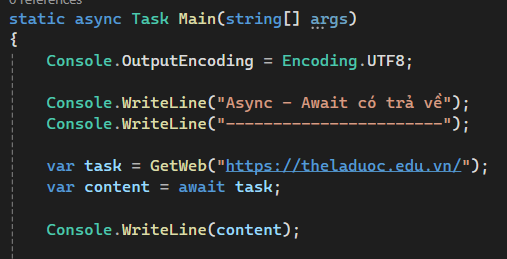 0 references
static async Task Main(string[] args)
{
Console.OutputEncoding = Encoding.UTF8;
Console.WriteLine("Async - Await có trả về");
Console.WriteLine("-----------------------");
var task = GetWeb("https://theladuoc.edu.vn/");
var content = await task;
Console.WriteLine(content);